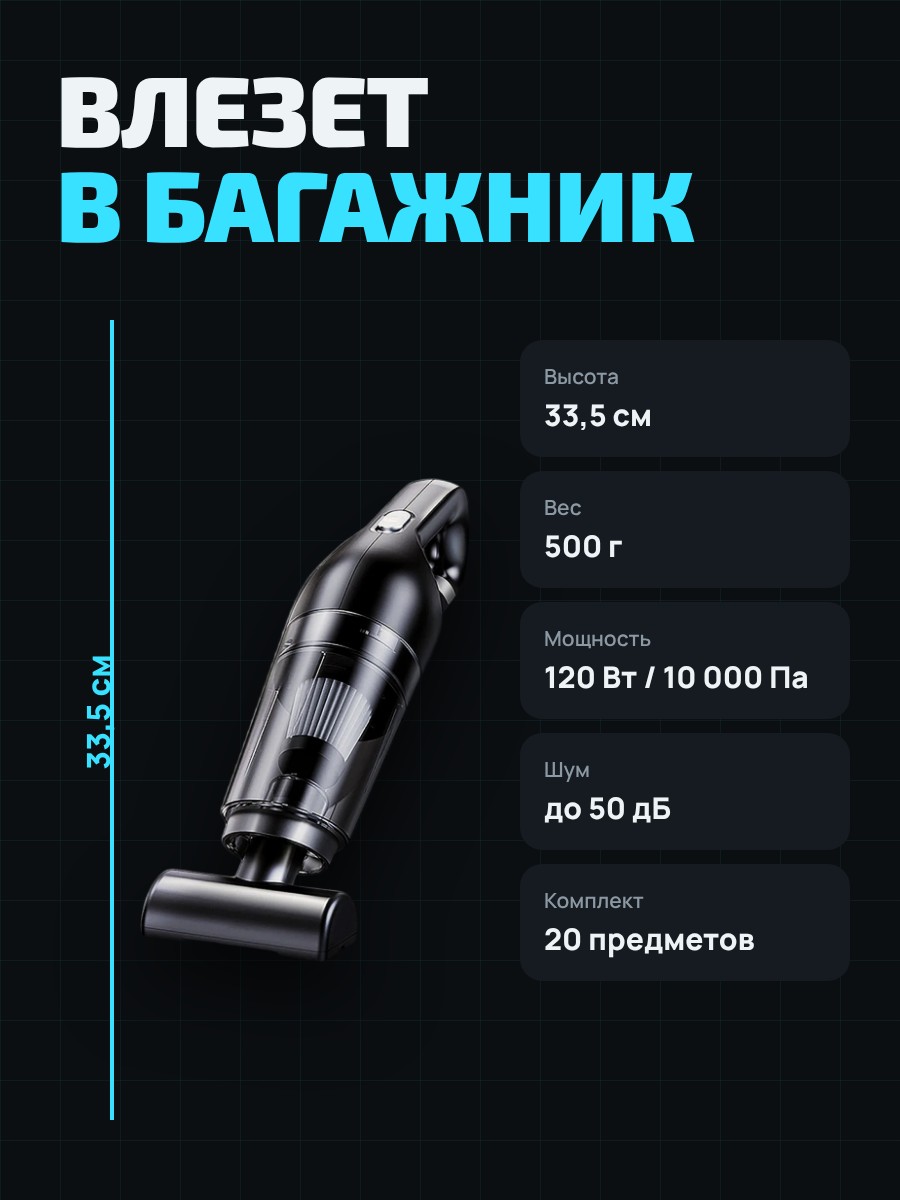 ВЛЕЗЕТ
В БАГАЖНИК
33,5 см
Высота
33,5 см
Вес
500 г
Мощность
120 Вт / 10 000 Па
Шум
до 50 дБ
Комплект
20 предметов